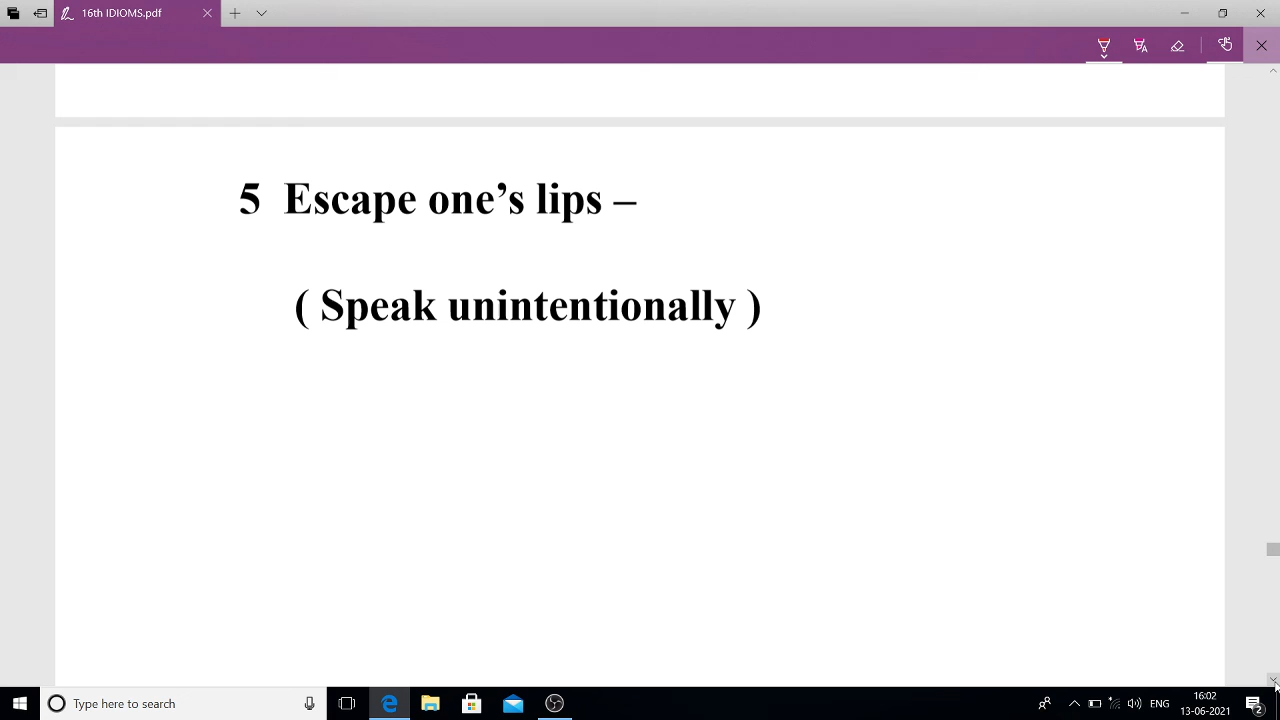 16th IDIOMS.pdf
5 Escape one’s lips –
( Speak unintentionally )
Type here to search
ENG
16:02
13-06-2021
2